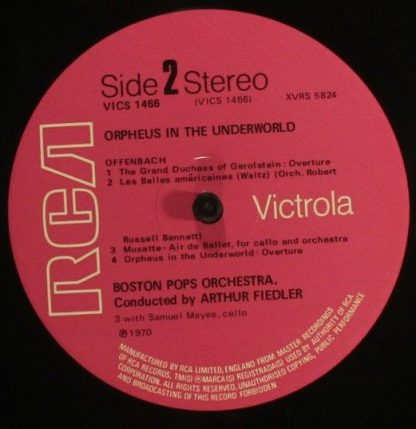 Side 2 Stereo
VICS 1466 (VICS 1466) XVRS 5824
ORPHEUS IN THE UNDERWORLD
OFFENBACH
1 The Grand Duchess of Gerolstein: Overture
2 Les Belles américaines (Waltz) (Orch. Robert
Russell Bennett)
3 Musette-Air de Ballet, for cello and orchestra
4 Orpheus in the Underworld: Overture
RCA
Victrola
BOSTON POPS ORCHESTRA,
Conducted by ARTHUR FIEDLER
3 with Samuel Mayes, cello
℗ 1970
MANUFACTURED BY RCA LIMITED, ENGLAND FROM MASTER RECORDINGS
OF RCA RECORDS. TM(S) ® MARCA(S) REGISTRADA(S) USED BY AUTHORITY OF RCA
CORPORATION. ALL RIGHTS RESERVED. UNAUTHORISED COPYING, PUBLIC PERFORMANCE
AND BROADCASTING OF THIS RECORD FORBIDDEN